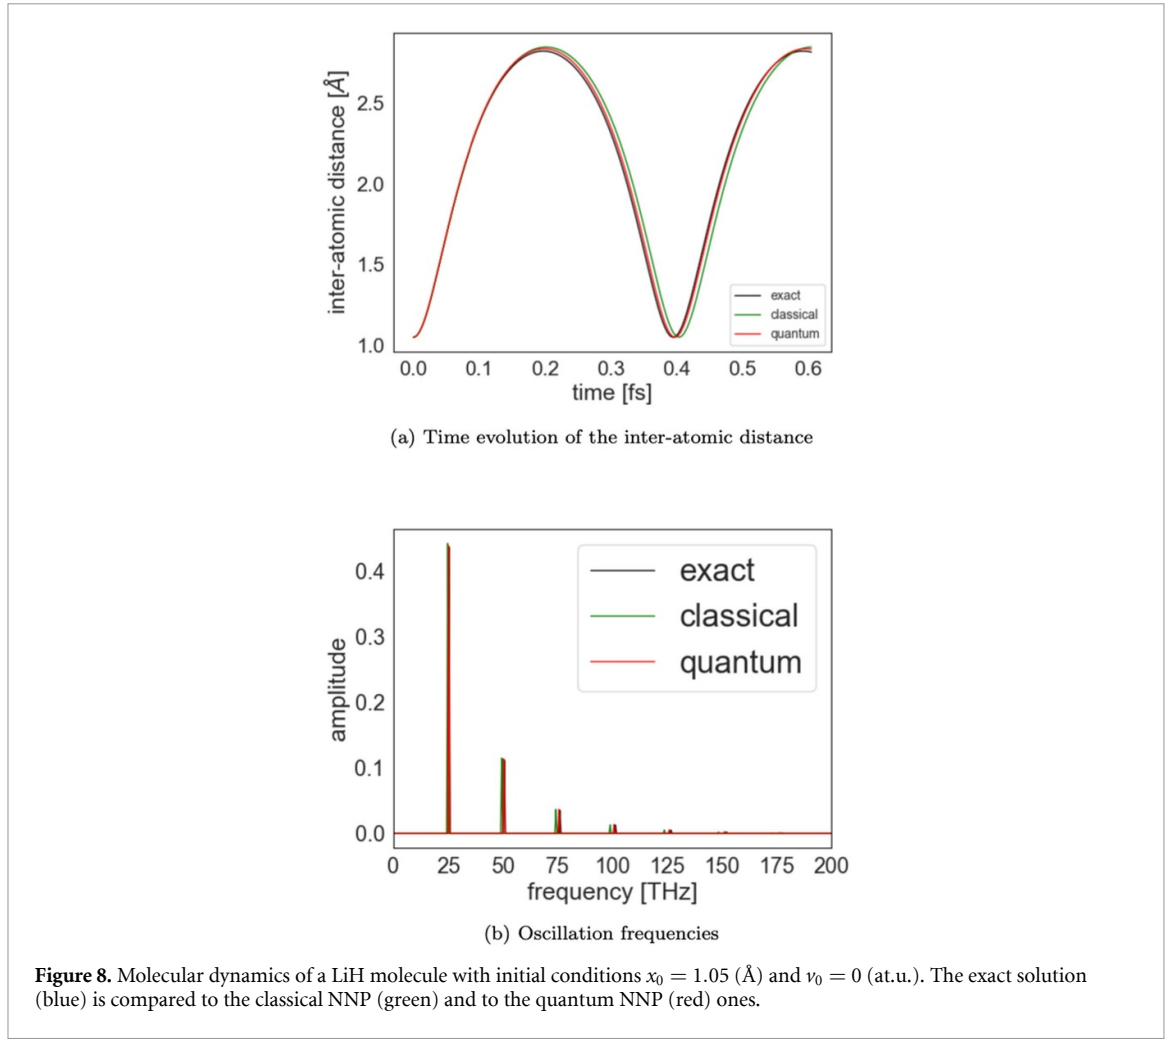 inter-atomic distance [Å]
2.5
2.0
1.5
1.0
exact
classical
quantum
0.0 0.1 0.2 0.3 0.4 0.5 0.6
time [fs]
(a) Time evolution of the inter-atomic distance
amplitude
0.4
0.3
0.2
0.1
0.0
exact
classical
quantum
0 25 50 75 100 125 150 175 200
frequency [THz]
(b) Oscillation frequencies
Figure 8. Molecular dynamics of a LiH molecule with initial conditions x₀ = 1.05 (Å) and v₀ = 0 (at.u.). The exact solution
(blue) is compared to the classical NNP (green) and to the quantum NNP (red) ones.